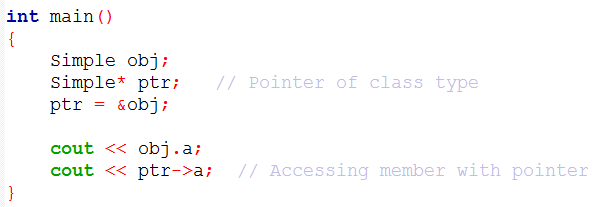 int main()
{
    Simple obj;
    Simple* ptr;   // Pointer of class type
    ptr = &obj;

    cout << obj.a;
    cout << ptr->a;  // Accessing member with pointer
}